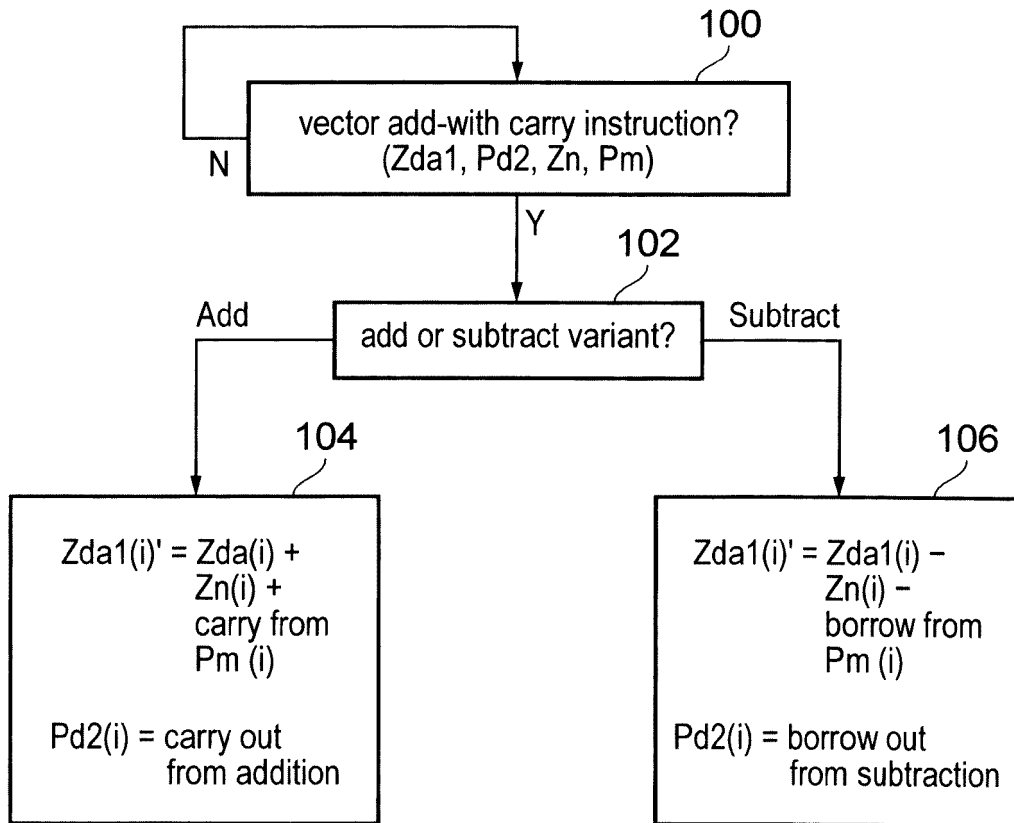 100
vector add-with carry instruction?
(Zda1, Pd2, Zn, Pm)
N
Y
102
Add
add or subtract variant?
Subtract
104
Zda1(i)' = Zda(i) +
Zn(i) +
carry from
Pm (i)
Pd2(i) = carry out
from addition
106
Zda1(i)' = Zda1(i) −
Zn(i) −
borrow from
Pm (i)
Pd2(i) = borrow out
from subtraction